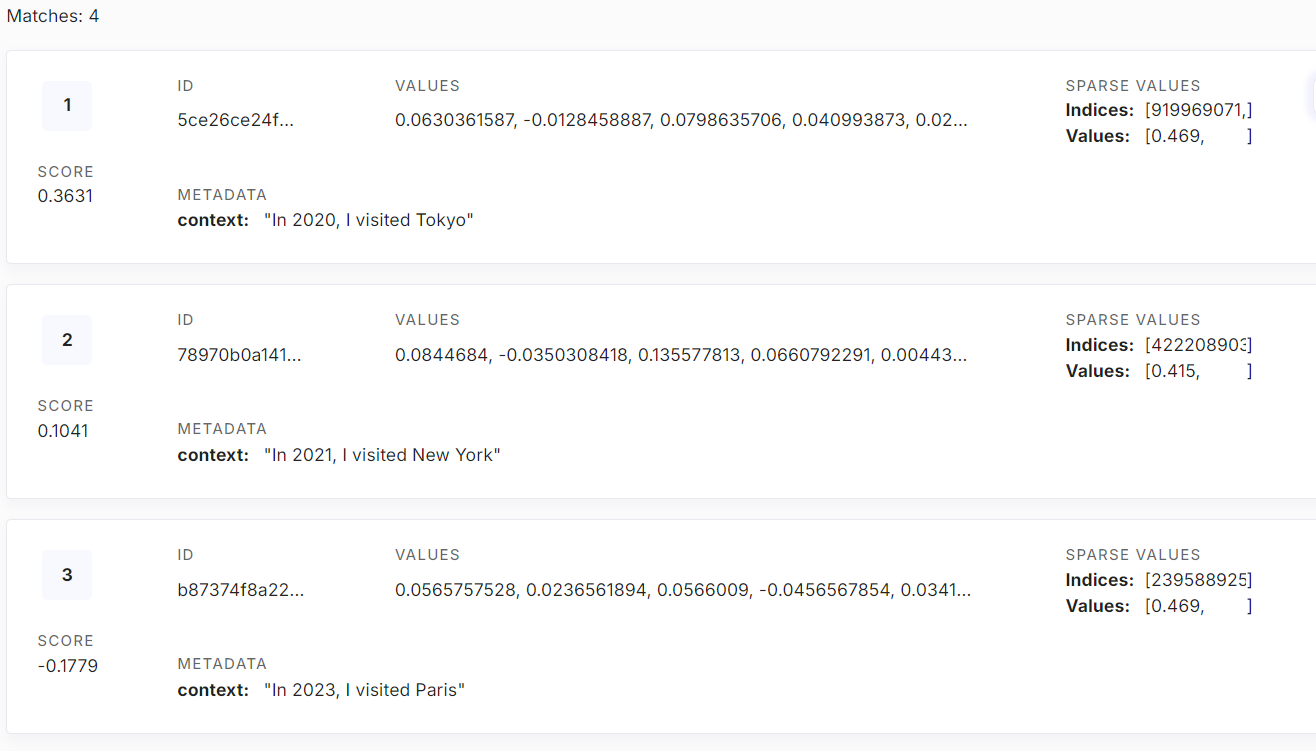 Matches: 4
1
ID
VALUES
SPARSE VALUES
5ce26ce24f...
0.0630361587, -0.0128458887, 0.0798635706, 0.040993873, 0.02...
Indices: [919969071,]
Values: [0.469, ]
SCORE
0.3631
METADATA
context: "In 2020, I visited Tokyo"
2
ID
VALUES
SPARSE VALUES
78970b0a141...
0.0844684, -0.0350308418, 0.135577813, 0.0660792291, 0.00443...
Indices: [422208903]
Values: [0.415, ]
SCORE
0.1041
METADATA
context: "In 2021, I visited New York"
3
ID
VALUES
SPARSE VALUES
b87374f8a22...
0.0565757528, 0.0236561894, 0.0566009, -0.0456567854, 0.0341...
Indices: [239588925]
Values: [0.469, ]
SCORE
-0.1779
METADATA
context: "In 2023, I visited Paris"